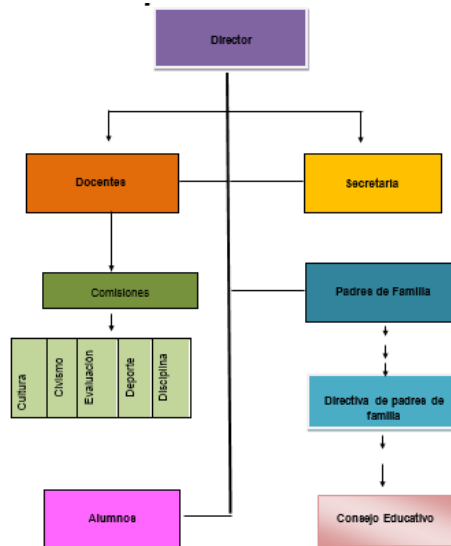 Director
Docentes
Secretaria
Comisiones
Padres de Familia
Cultura
Civismo
Evaluación
Deporte
Disciplina
Directiva de padres de
familia
Alumnos
Consejo Educativo